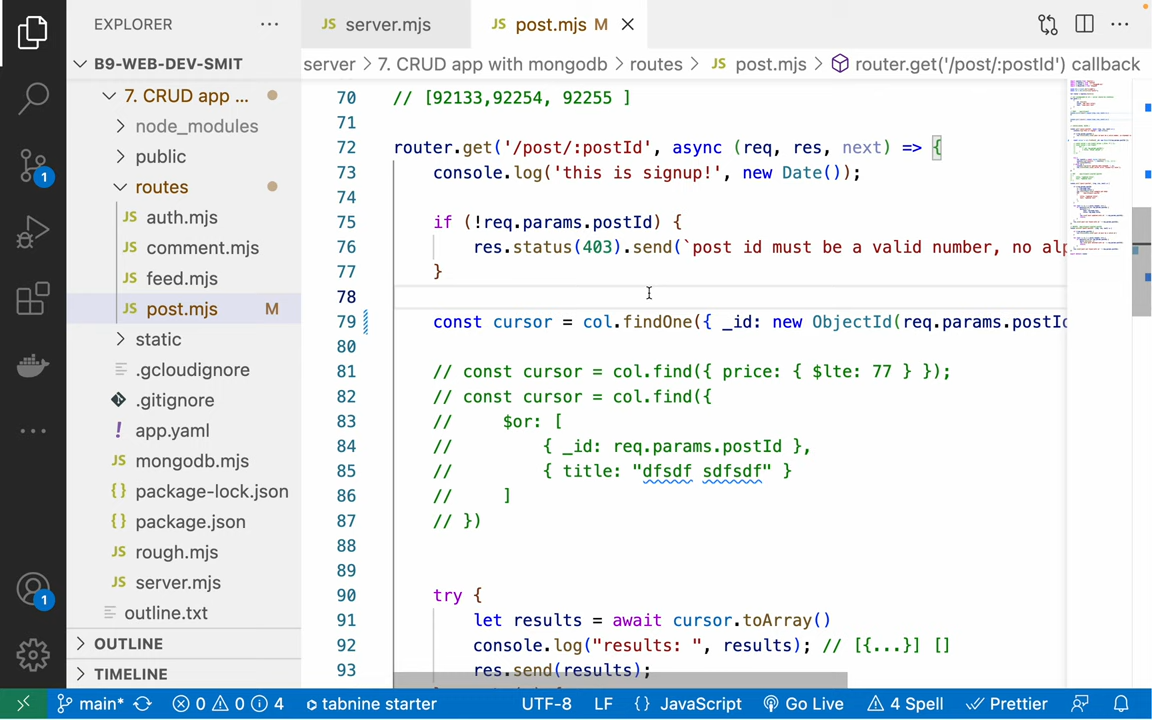 EXPLORER
B9-WEB-DEV-SMIT
7. CRUD app ...
node_modules
public
routes
JS auth.mjs
JS comment.mjs
JS feed.mjs
JS post.mjs M
static
.gcloudignore
.gitignore
! app.yaml
JS mongodb.mjs
{} package-lock.json
{} package.json
JS rough.mjs
JS server.mjs
outline.txt
OUTLINE
TIMELINE
1
1
JS server.mjs
JS post.mjs M
server > 7. CRUD app with mongodb > routes > JS post.mjs > router.get('/post/:postId') callback
70 // [92133,92254, 92255 ]
71
72 router.get('/post/:postId', async (req, res, next) => {
73 console.log('this is signup!', new Date());
74
75 if (!req.params.postId) {
76 res.status(403).send(`post id must be a valid number, no alp
77 }
78
79 const cursor = col.findOne({ _id: new ObjectId(req.params.postId
80
81 // const cursor = col.find({ price: { $lte: 77 } });
82 // const cursor = col.find({
83 // $or: [
84 // { _id: req.params.postId },
85 // { title: "dfsdf sdfsdf" }
86 // ]
87 // })
88
89
90 try {
91 let results = await cursor.toArray()
92 console.log("results: ", results); // [{...}] []
93 res.send(results);
main* 0 0 4 tabnine starter UTF-8 LF {} JavaScript Go Live 4 Spell Prettier